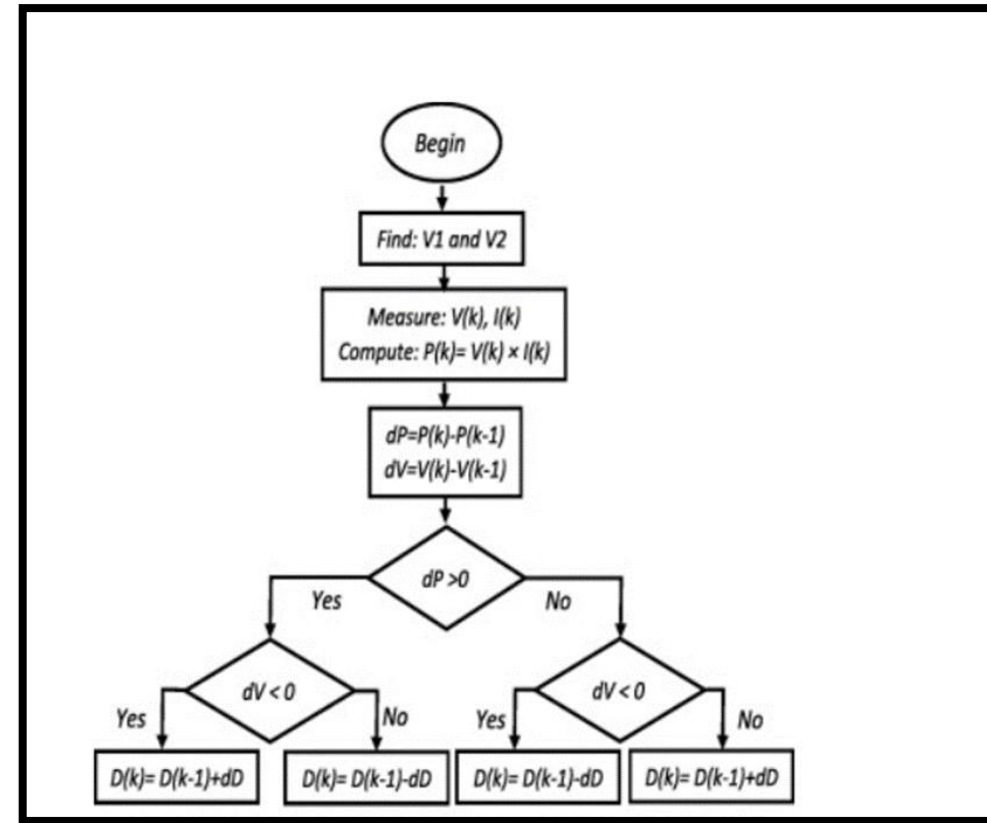 Begin
Find: V1 and V2
Measure: V(k), I(k)
Compute: P(k)= V(k) × I(k)
dP=P(k)-P(k-1)
dV=V(k)-V(k-1)
dP >0
Yes
No
dV < 0
dV < 0
Yes
No
Yes
No
D(k)= D(k-1)+dD
D(k)= D(k-1)-dD
D(k)= D(k-1)-dD
D(k)= D(k-1)+dD